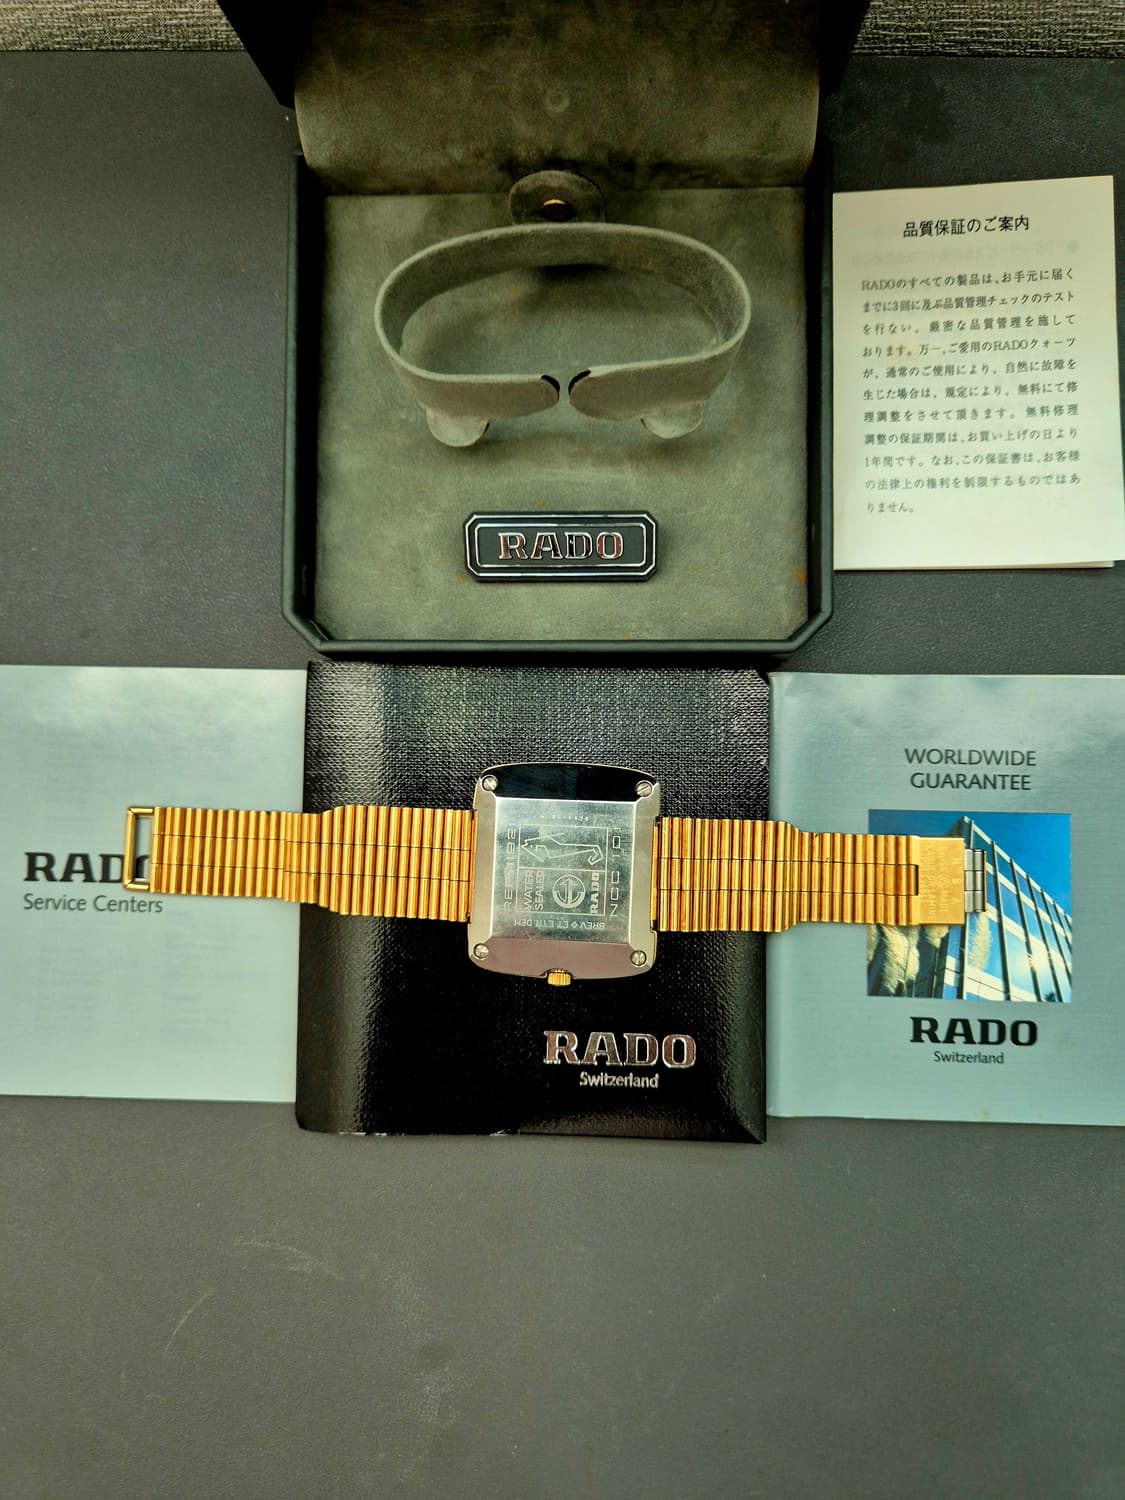 RADO
品質保証のご案内
RADOのすべての製品は、お手元に届く
までに3回に及ぶ品質管理チェックのテスト
を行ない。厳密な品質管理を施して
おります。万一、ご愛用のRADOクォーツ
が、通常のご使用により、自然に故障を
生じた場合は、規定により、無料にて修
理調整をさせて頂きます。無料修理
調整の保証期間は、お買い上げの日より
1年間です。なお、この保証書は、お客様
の法律上の権利を制限するものではあ
りません。
RADO
Service Centers
WATER
SEALED
RADO
NCC 101
BREV. ET ETR. DEM
RADO
Switzerland
WORLDWIDE
GUARANTEE
RADO
Switzerland